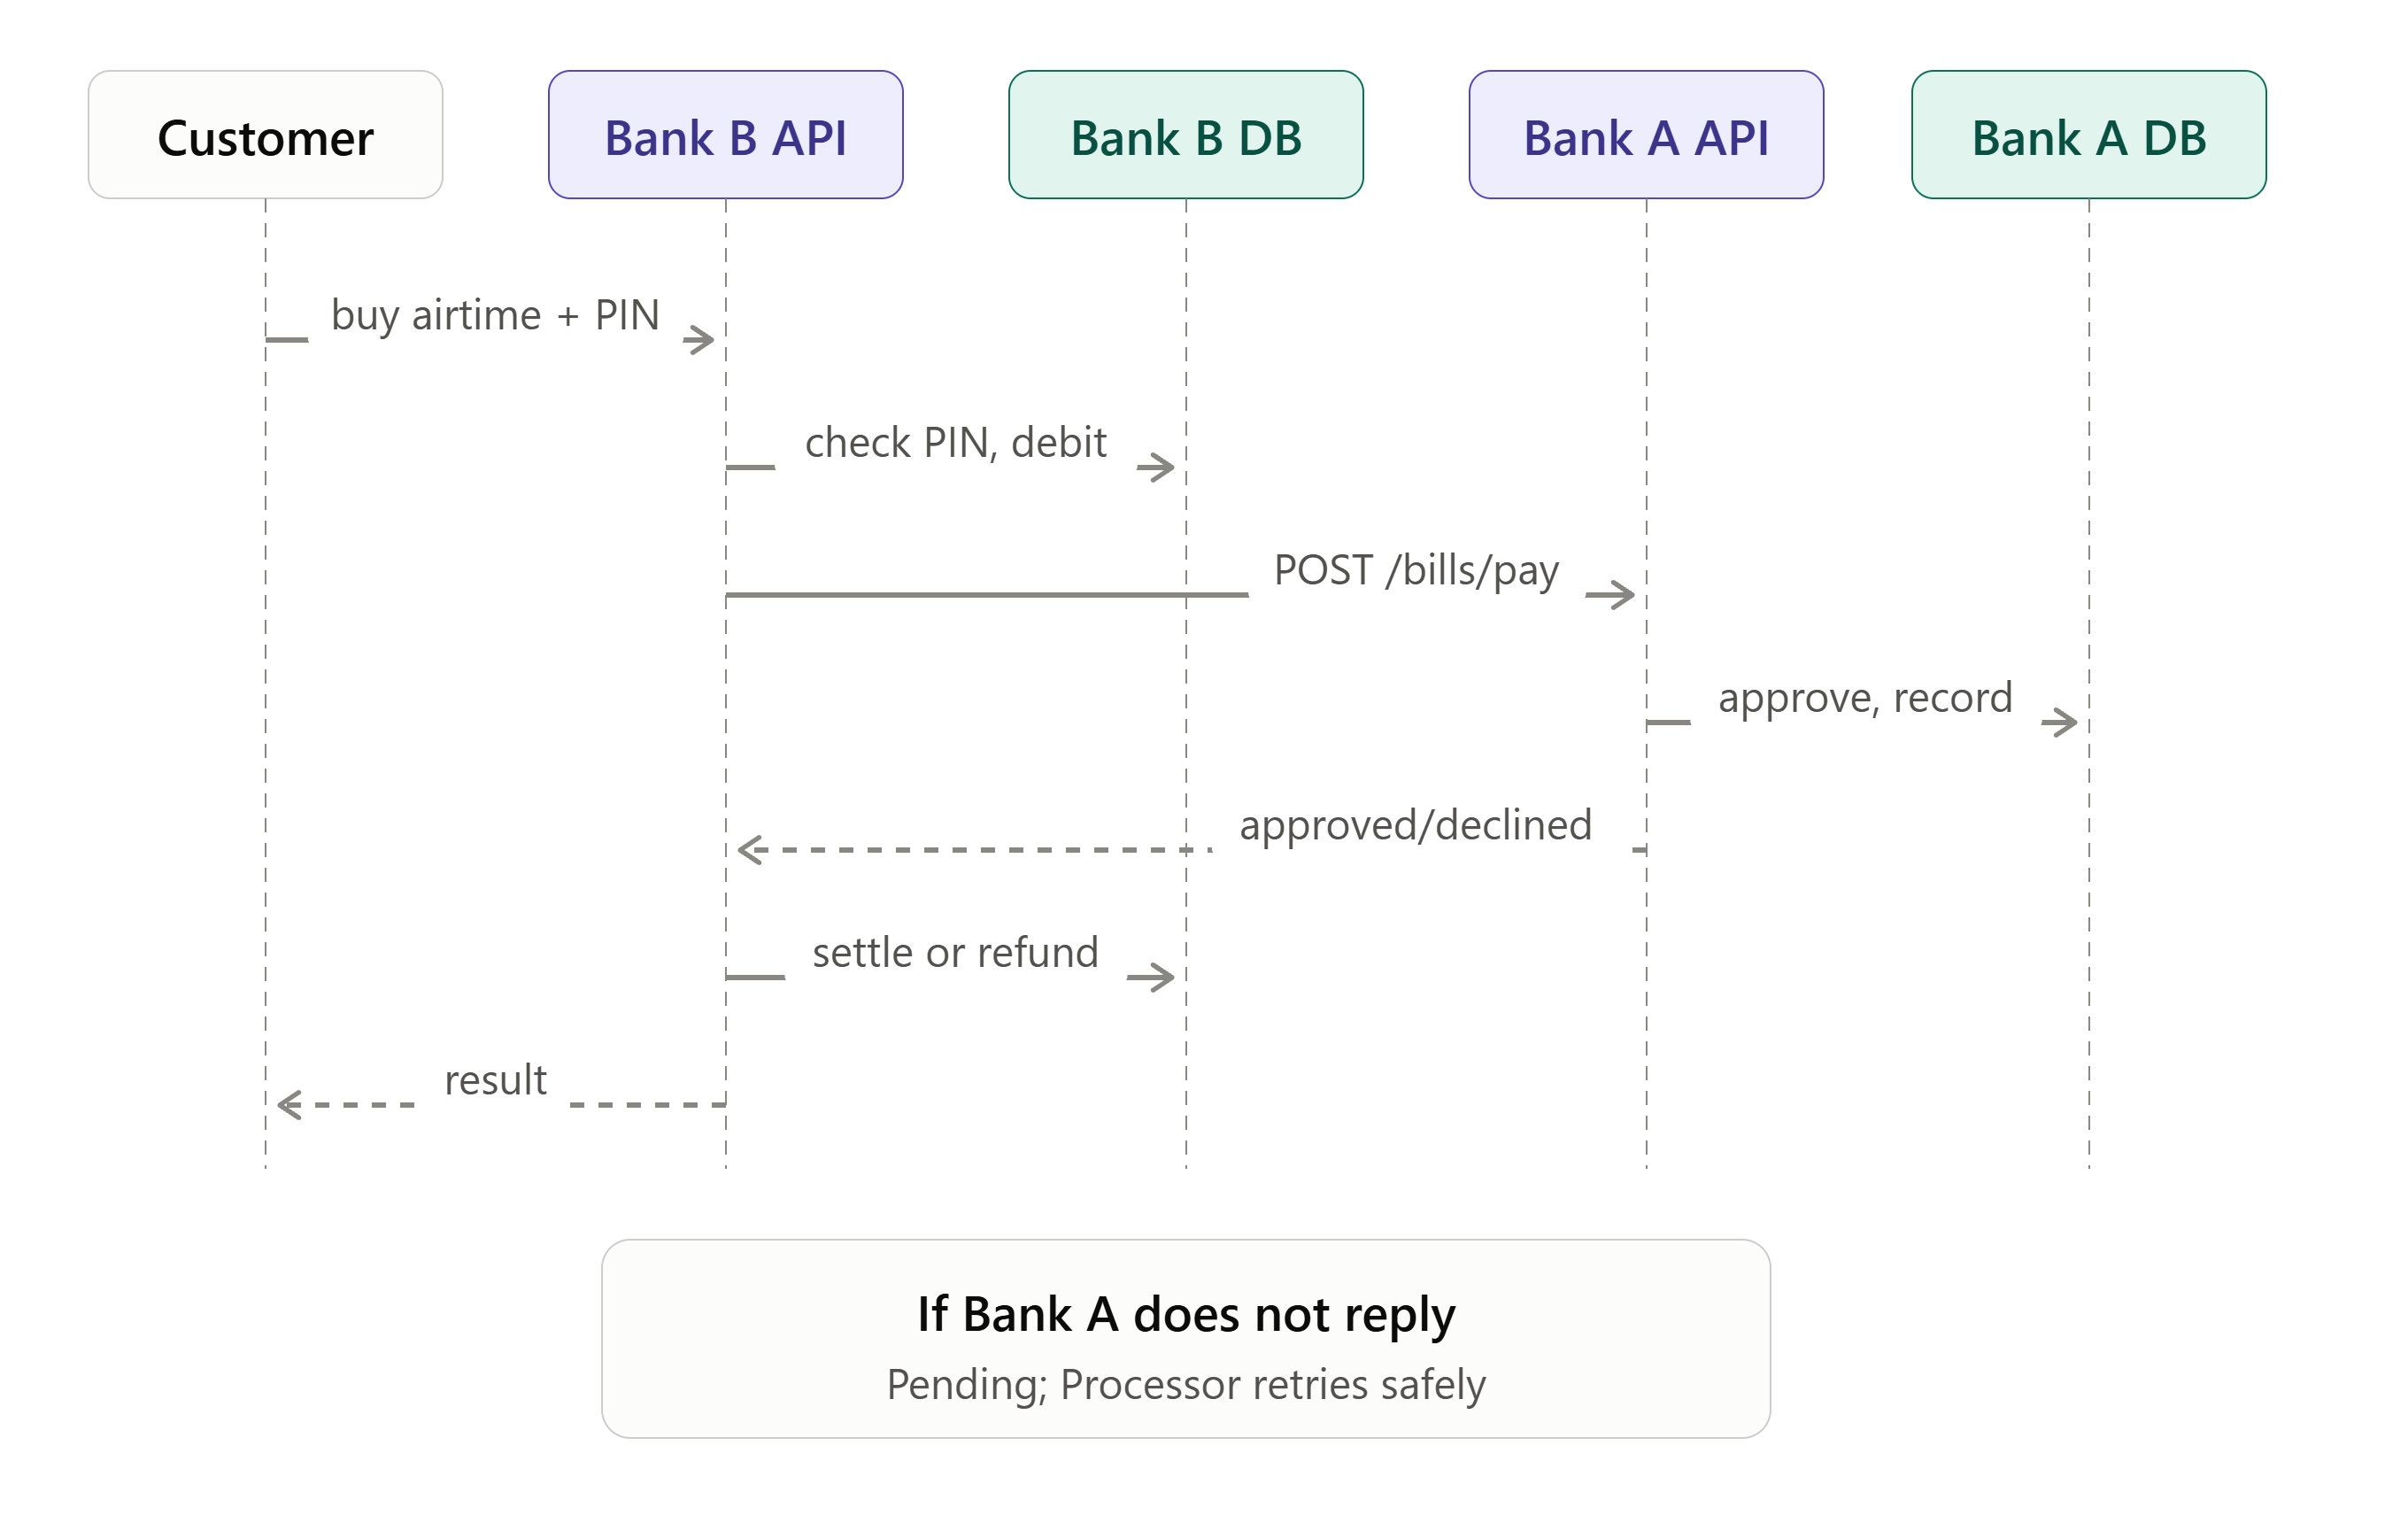 Customer
Bank B API
Bank B DB
Bank A API
Bank A DB
buy airtime + PIN
check PIN, debit
POST /bills/pay
approve, record
approved/declined
settle or refund
result
If Bank A does not reply
Pending; Processor retries safely